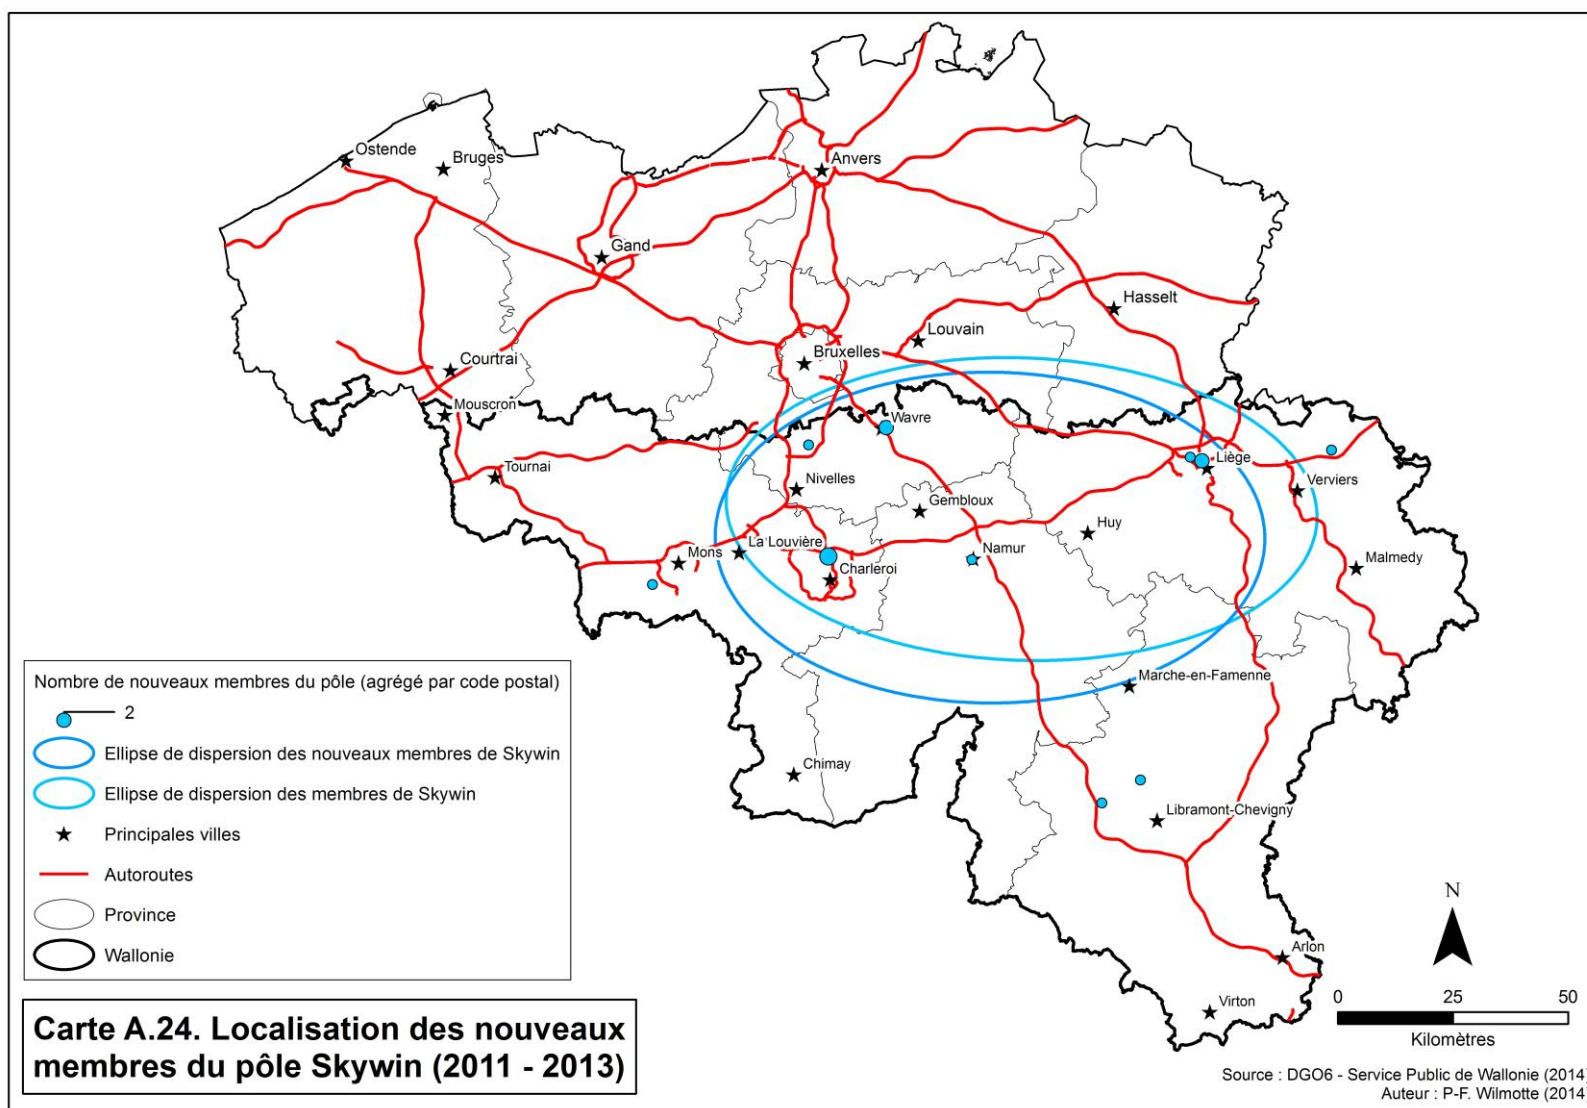 Ostende
Bruges
Anvers
Gand
Hasselt
Louvain
Bruxelles
Courtrai
Mouscron
Wavre
Tournai
Nivelles
Gembloux
Liège
Verviers
Huy
Mons
La Louvière
Charleroi
Namur
Malmedy
Marche-en-Famenne
Chimay
Libramont-Chevigny
Arlon
Virton
Nombre de nouveaux membres du pôle (agrégé par code postal)
2
Ellipse de dispersion des nouveaux membres de Skywin
Ellipse de dispersion des membres de Skywin
Principales villes
Autoroutes
Province
Wallonie
Carte A.24. Localisation des nouveaux
membres du pôle Skywin (2011 - 2013)
N
0 25 50
Kilomètres
Source : DGO6 - Service Public de Wallonie (2014)
Auteur : P-F. Wilmotte (2014)